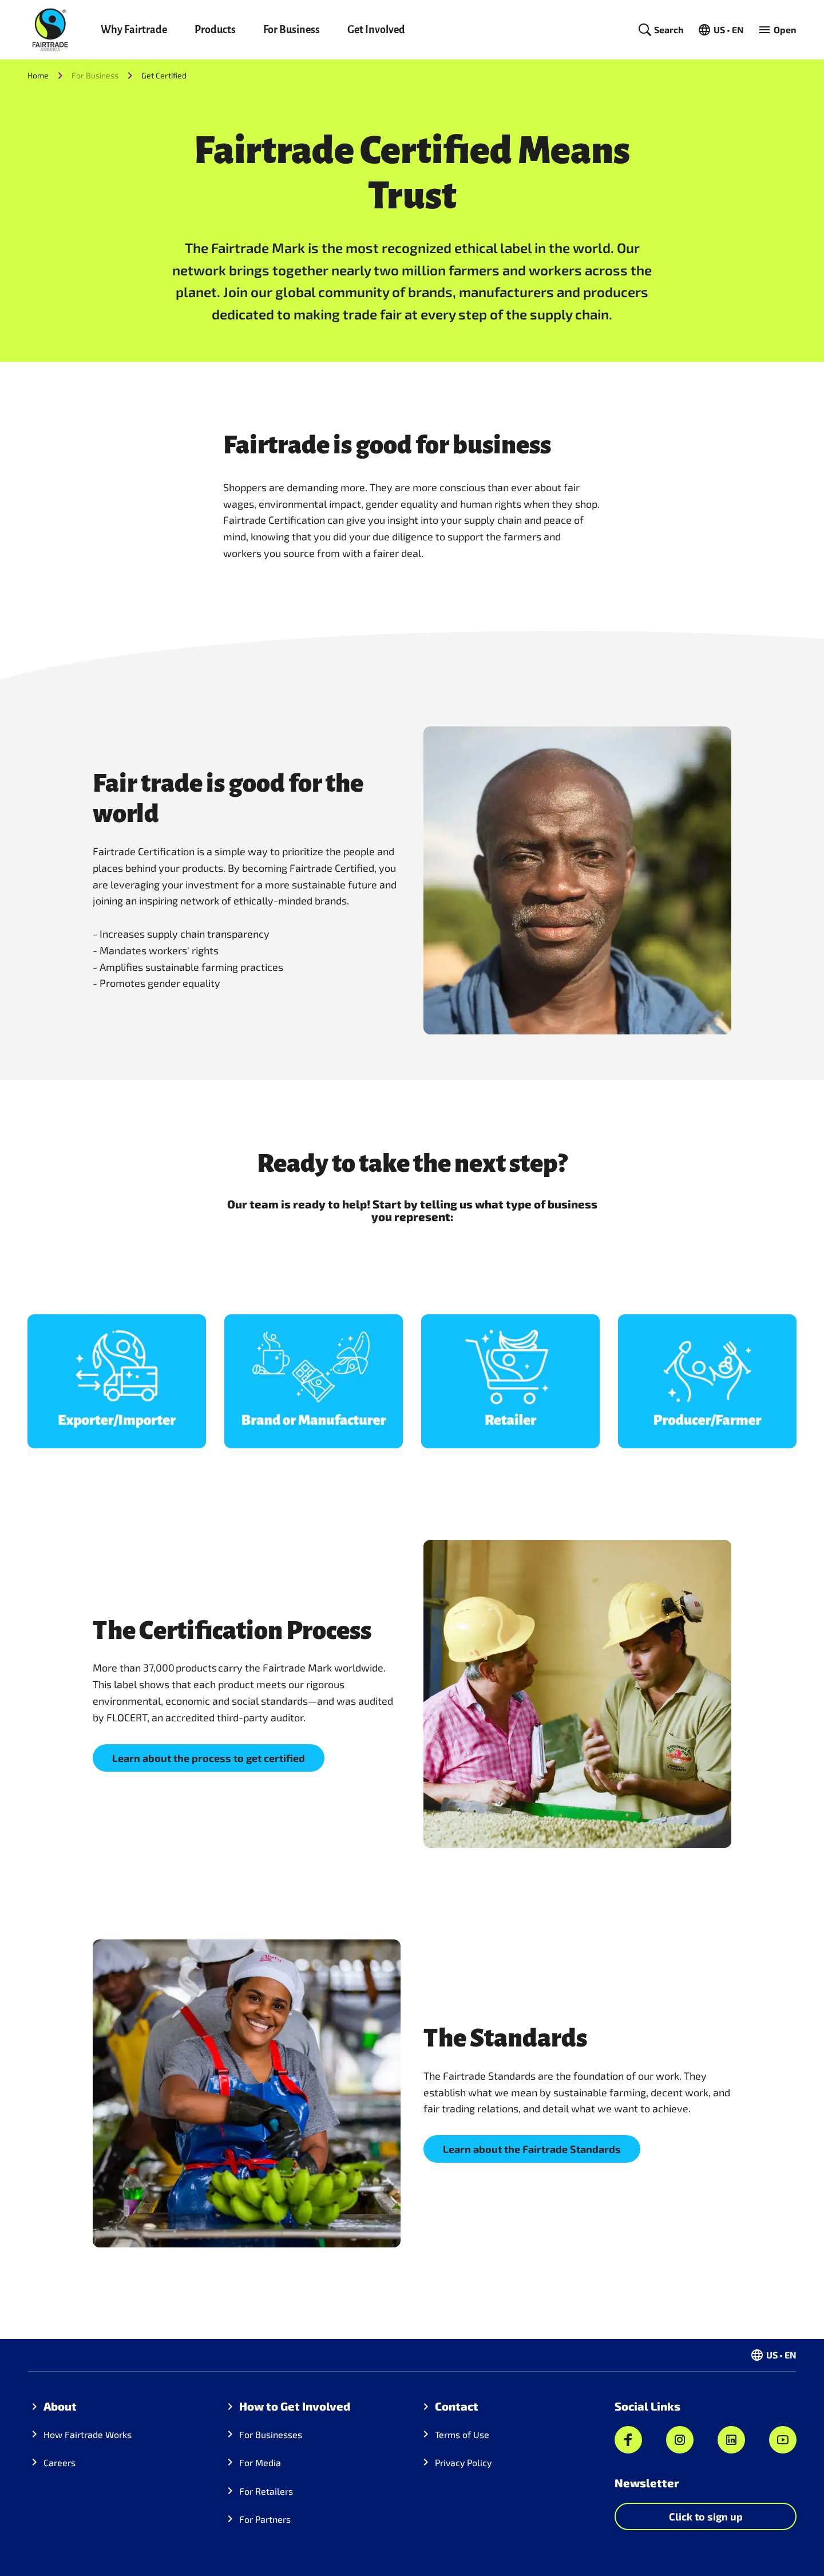 FAIRTRADE
AMERICA
Why Fairtrade
Products
For Business
Get Involved
Search
US • EN
Open
Home
For Business
Get Certified
Fairtrade Certified Means
Trust
The Fairtrade Mark is the most recognized ethical label in the world. Our
network brings together nearly two million farmers and workers across the
planet. Join our global community of brands, manufacturers and producers
dedicated to making trade fair at every step of the supply chain.
Fairtrade is good for business
Shoppers are demanding more. They are more conscious than ever about fair
wages, environmental impact, gender equality and human rights when they shop.
Fairtrade Certification can give you insight into your supply chain and peace of
mind, knowing that you did your due diligence to support the farmers and
workers you source from with a fairer deal.
Fair trade is good for the
world
Fairtrade Certification is a simple way to prioritize the people and
places behind your products. By becoming Fairtrade Certified, you
are leveraging your investment for a more sustainable future and
joining an inspiring network of ethically-minded brands.
- Increases supply chain transparency
- Mandates workers' rights
- Amplifies sustainable farming practices
- Promotes gender equality
Ready to take the next step?
Our team is ready to help! Start by telling us what type of business
you represent:
Exporter/Importer
Brand or Manufacturer
Retailer
Producer/Farmer
The Certification Process
More than 37,000 products carry the Fairtrade Mark worldwide.
This label shows that each product meets our rigorous
environmental, economic and social standards—and was audited
by FLOCERT, an accredited third-party auditor.
Learn about the process to get certified
The Standards
The Fairtrade Standards are the foundation of our work. They
establish what we mean by sustainable farming, decent work, and
fair trading relations, and detail what we want to achieve.
Learn about the Fairtrade Standards
US • EN
About
How Fairtrade Works
Careers
How to Get Involved
For Businesses
For Media
For Retailers
For Partners
Contact
Terms of Use
Privacy Policy
Social Links
Newsletter
Click to sign up